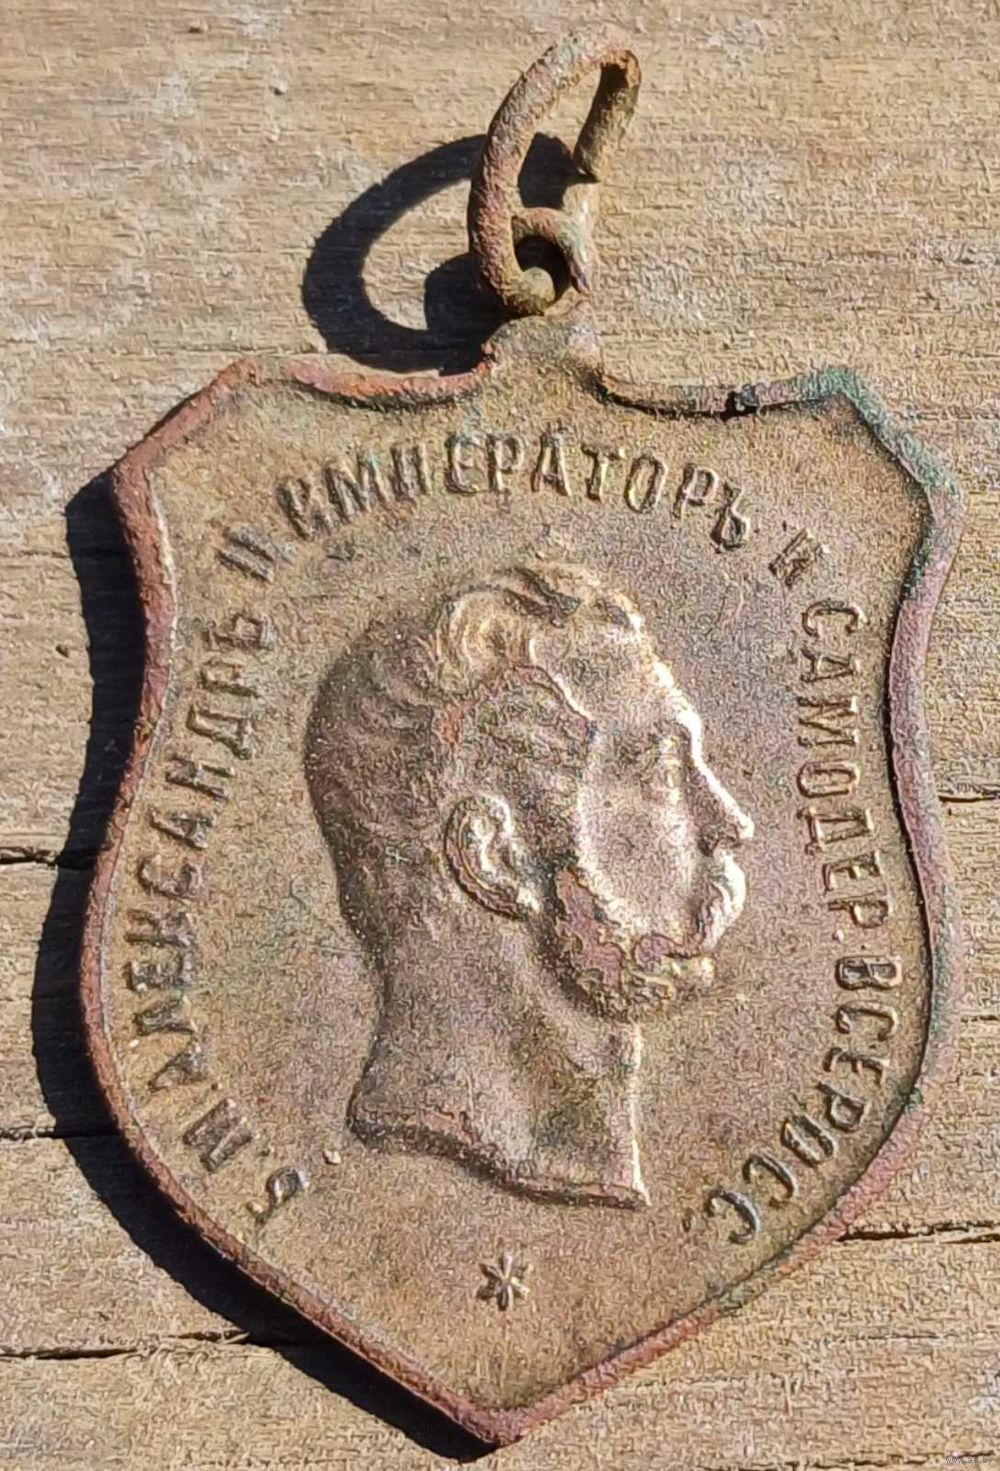 Б. М. АЛЕКСАНДРЪ II ИМПЕРАТОРЪ И САМОДЕР. ВСЕРОСС.